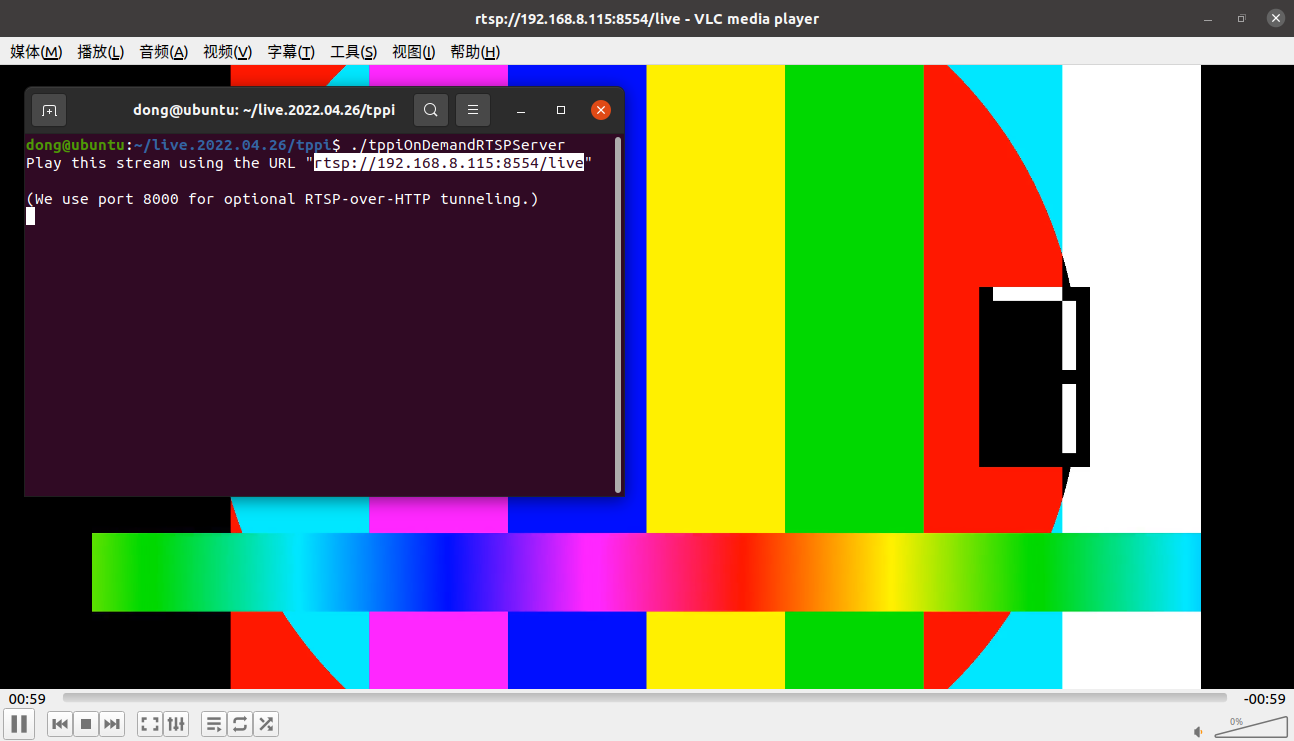 rtsp://192.168.8.115:8554/live - VLC media player
媒体(M) 播放(L) 音频(A) 视频(V) 字幕(T) 工具(S) 视图(I) 帮助(H)
dong@ubuntu: ~/live.2022.04.26/tppi
dong@ubuntu:~/live.2022.04.26/tppi$ ./tppiOnDemandRTSPServer
Play this stream using the URL "rtsp://192.168.8.115:8554/live"
(We use port 8000 for optional RTSP-over-HTTP tunneling.)
00:59 -00:59
0%